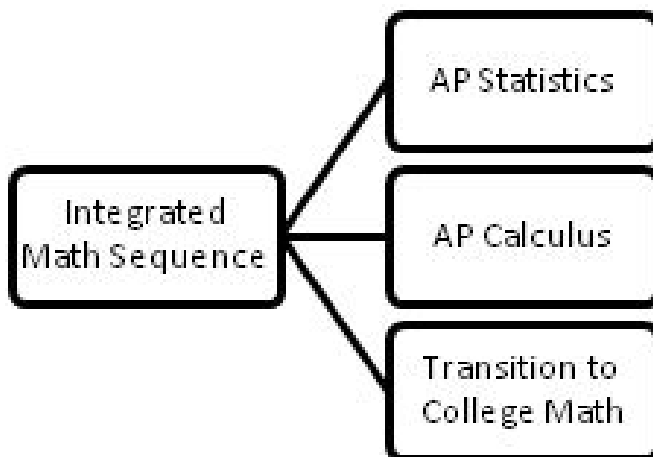 Integrated
Math Sequence
AP Statistics
AP Calculus
Transition to
College Math